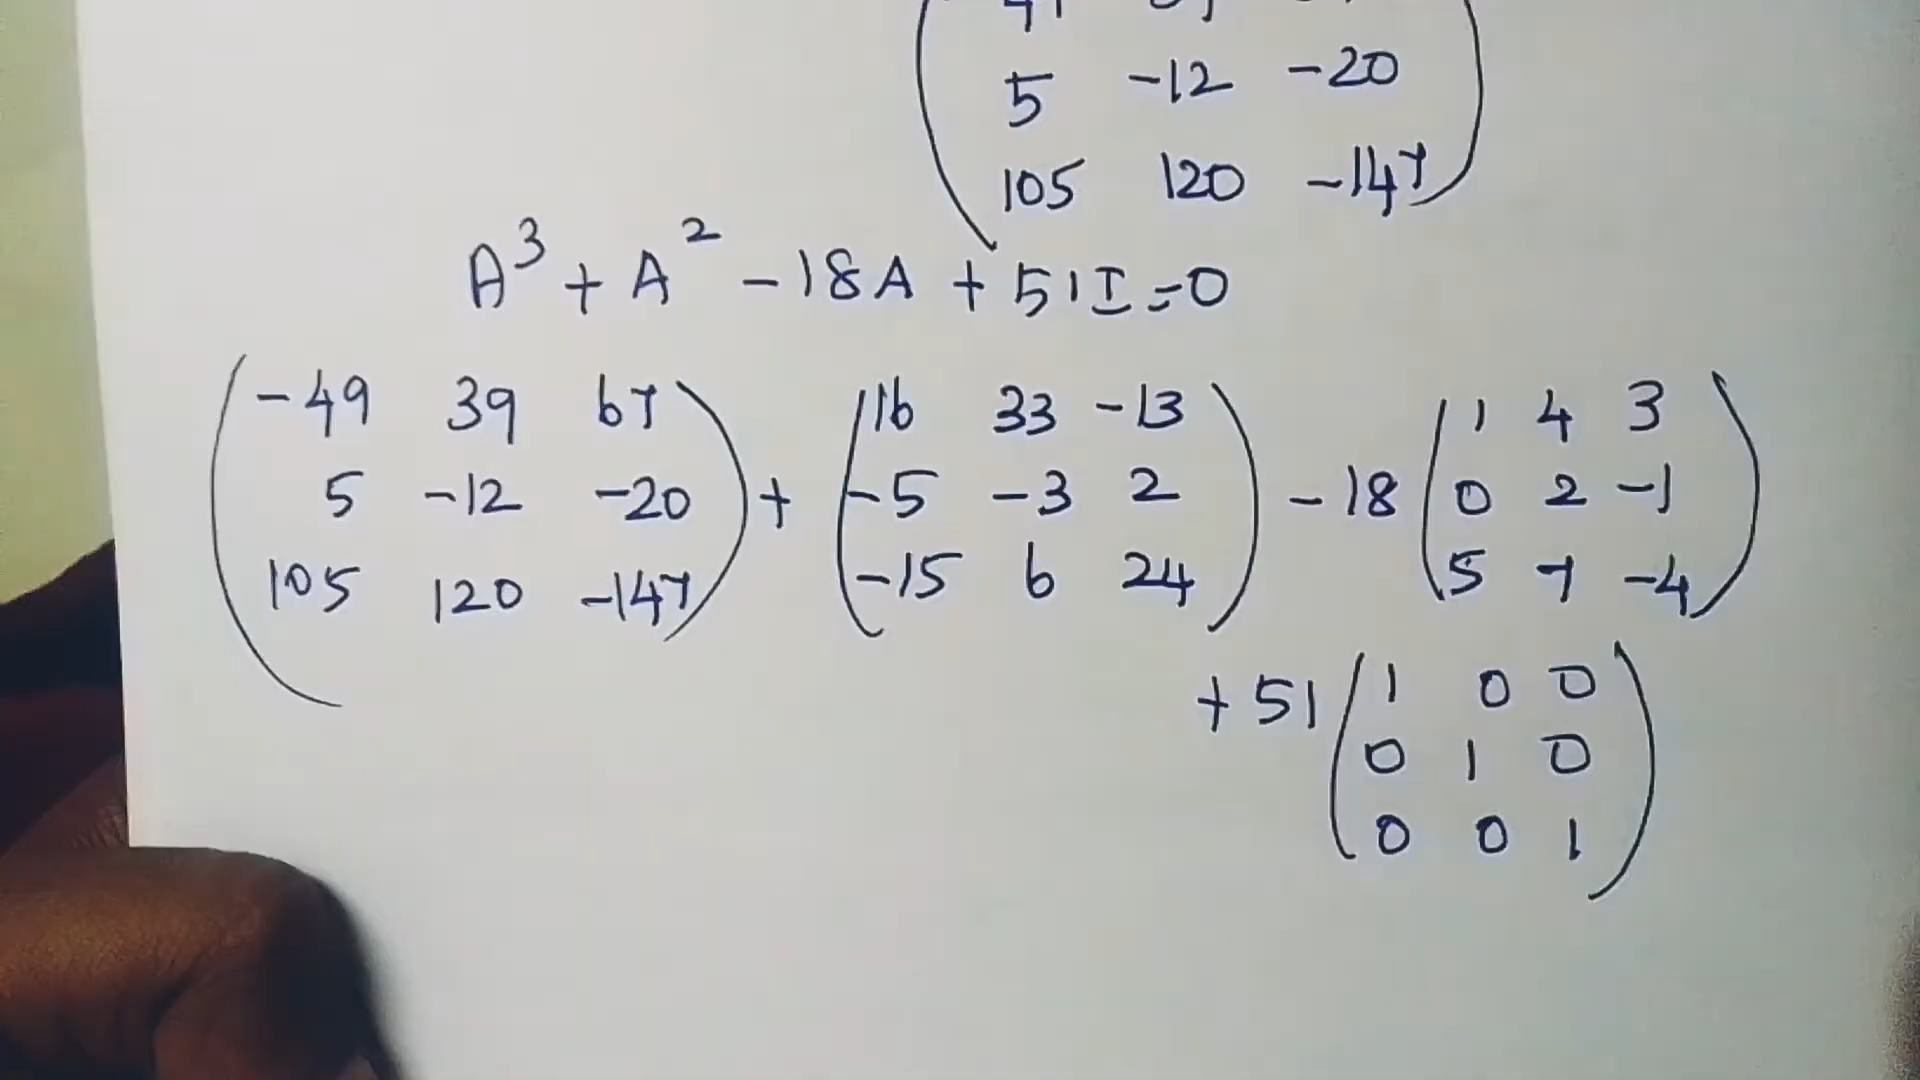 5 -12 -20
105 120 -147
A³ + A² - 18A + 51I = 0
-49 39 67 16 33 -13 1 4 3
5 -12 -20 + -5 -3 2 - 18 0 2 -1
105 120 -147 -15 6 24 5 7 -4
+ 51 1 0 0
0 1 0
0 0 1